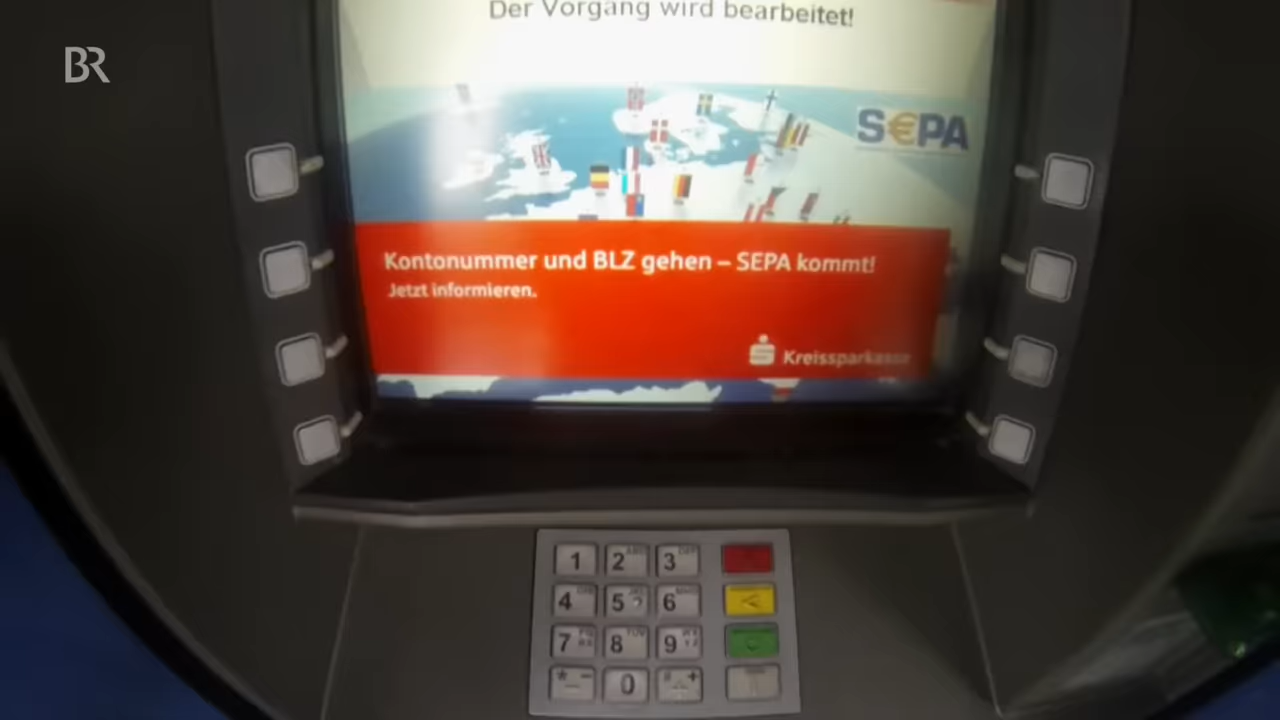 Der Vorgang wird bearbeitet!
BR
S€PA
Kontonummer und BLZ gehen – SEPA kommt!
Jetzt informieren.
Kreissparkasse
1 2 3
4 5 6
7 8 9
* 0 # +